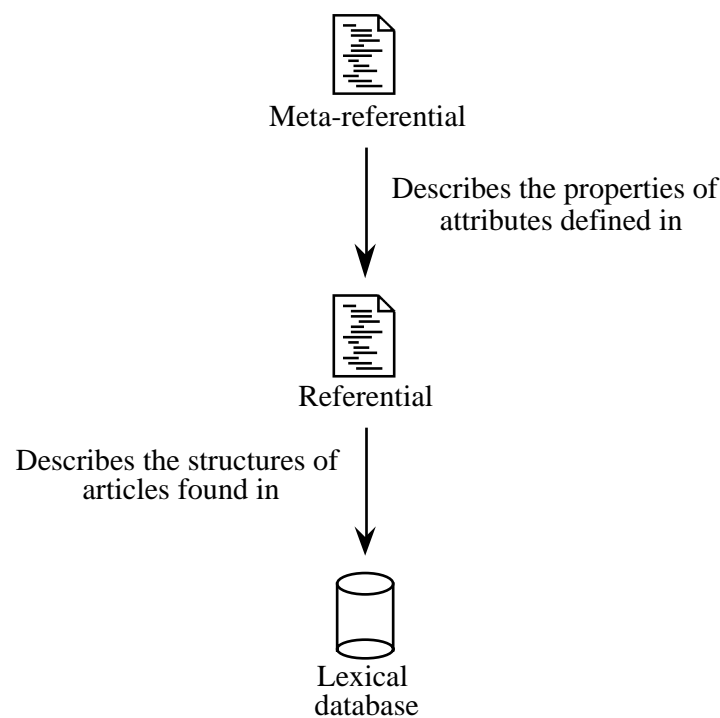 Meta-referential
Describes the properties of
attributes defined in
Referential
Describes the structures of
articles found in
Lexical
database